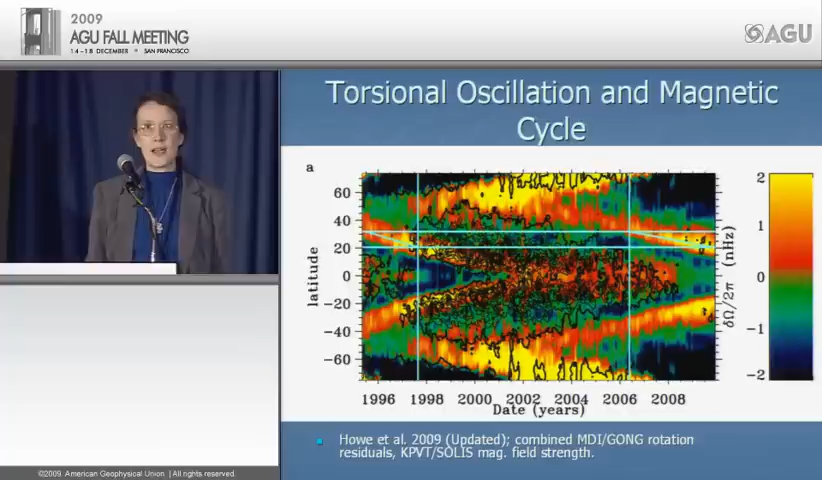 2009
AGU FALL MEETING
14-18 DECEMBER • SAN FRANCISCO
AGU
Torsional Oscillation and Magnetic
Cycle
a
60
40
20
0
-20
-40
-60
latitude
1996 1998 2000 2002 2004 2006 2008
Date (years)
δΩ/2π (nHz)
2
1
0
-1
-2
Howe et al. 2009 (Updated); combined MDI/GONG rotation
residuals, KPVT/SOLIS mag. field strength.
©2009. American Geophysical Union | All rights reserved.